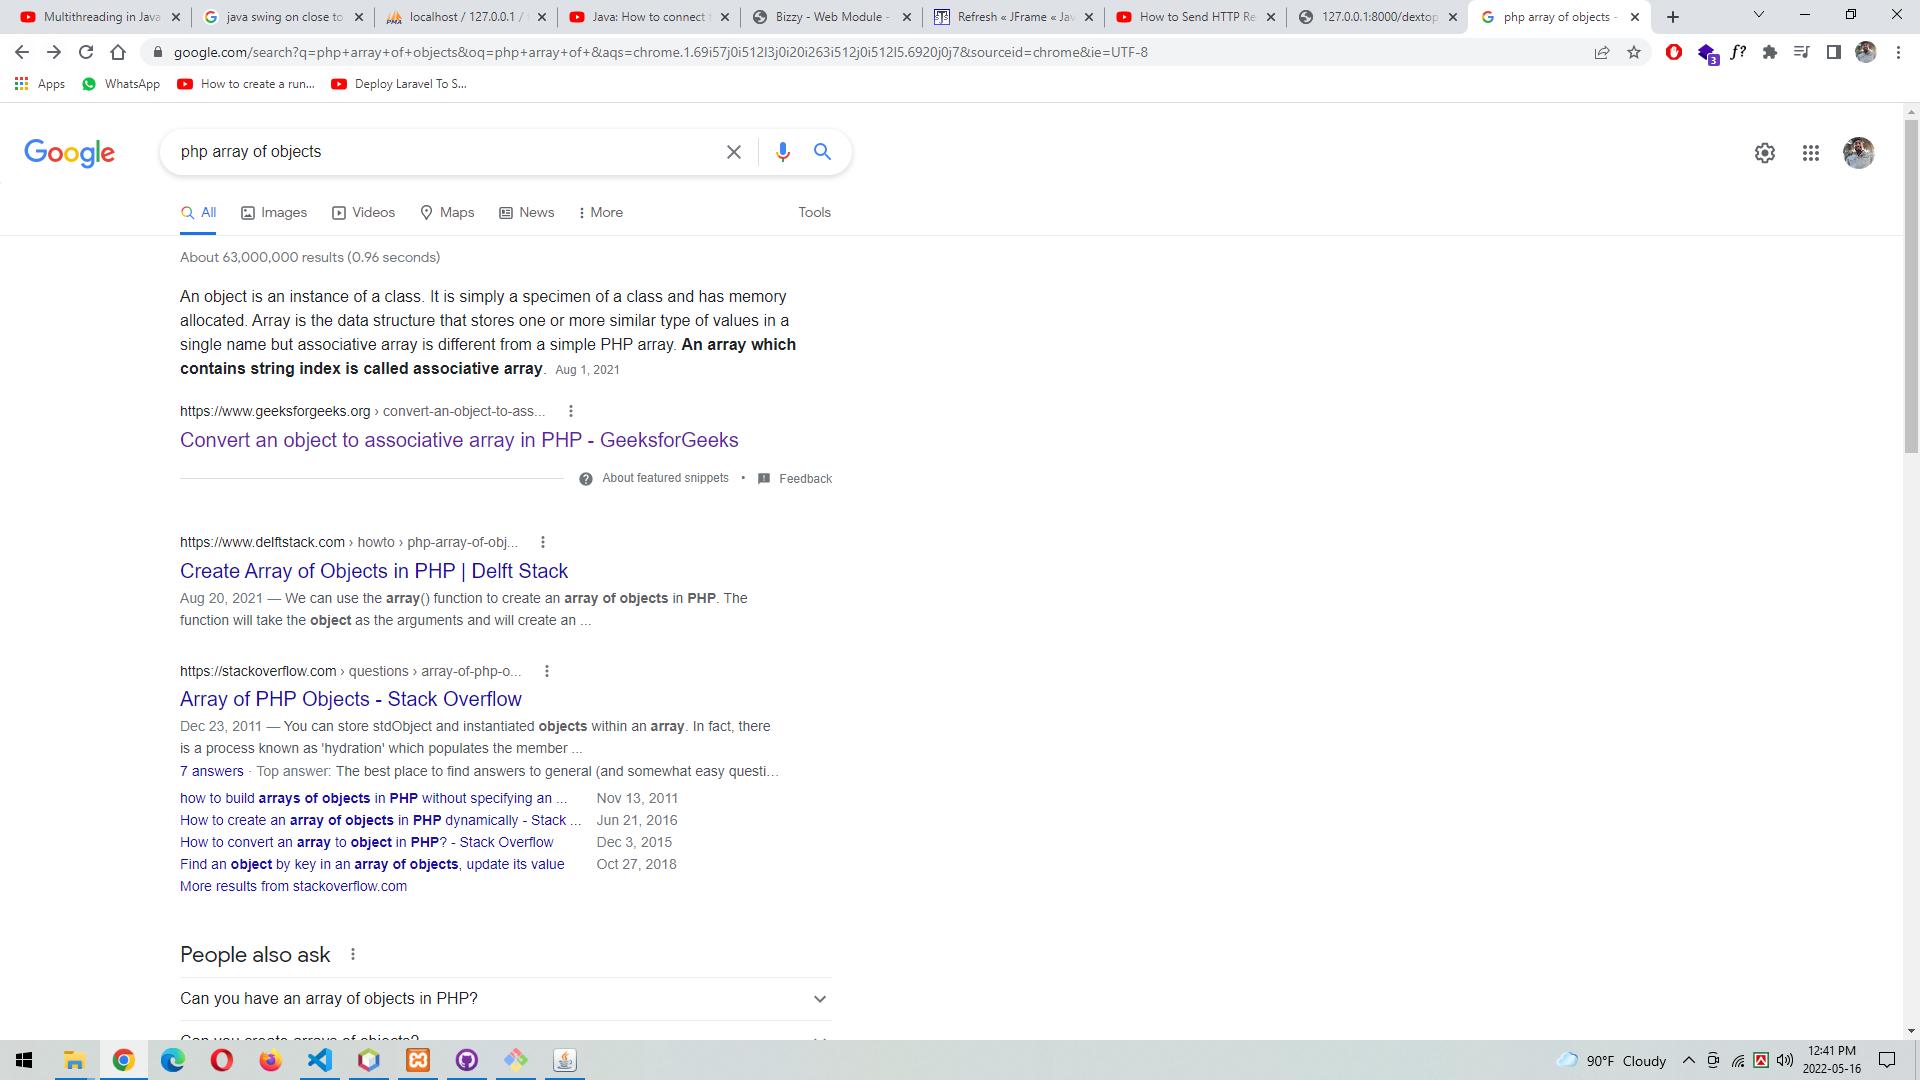 Multithreading in Java
java swing on close to
localhost / 127.0.0.1 /
Java: How to connect
Bizzy - Web Module -
Refresh « JFrame « Jav
How to Send HTTP Re
127.0.0.1:8000/dextop
php array of objects -
google.com/search?q=php+array+of+objects&oq=php+array+of+&aqs=chrome.1.69i57j0i512l3j0i20i263i512j0i512l5.6920j0j7&sourceid=chrome&ie=UTF-8
f?
3
Apps
WhatsApp
How to create a run...
Deploy Laravel To S...
Google
php array of objects
All
Images
Videos
Maps
News
More
Tools
About 63,000,000 results (0.96 seconds)
An object is an instance of a class. It is simply a specimen of a class and has memory
allocated. Array is the data structure that stores one or more similar type of values in a
single name but associative array is different from a simple PHP array. An array which
contains string index is called associative array. Aug 1, 2021
https://www.geeksforgeeks.org › convert-an-object-to-ass...
Convert an object to associative array in PHP - GeeksforGeeks
About featured snippets • Feedback
https://www.delftstack.com › howto › php-array-of-obj...
Create Array of Objects in PHP | Delft Stack
Aug 20, 2021 — We can use the array() function to create an array of objects in PHP. The
function will take the object as the arguments and will create an ...
https://stackoverflow.com › questions › array-of-php-o...
Array of PHP Objects - Stack Overflow
Dec 23, 2011 — You can store stdObject and instantiated objects within an array. In fact, there
is a process known as 'hydration' which populates the member ...
7 answers · Top answer: The best place to find answers to general (and somewhat easy questi...
how to build arrays of objects in PHP without specifying an ... Nov 13, 2011
How to create an array of objects in PHP dynamically - Stack ... Jun 21, 2016
How to convert an array to object in PHP? - Stack Overflow Dec 3, 2015
Find an object by key in an array of objects, update its value Oct 27, 2018
More results from stackoverflow.com
People also ask
Can you have an array of objects in PHP?
Can you create arrays of objects?
90°F Cloudy
12:41 PM
2022-05-16